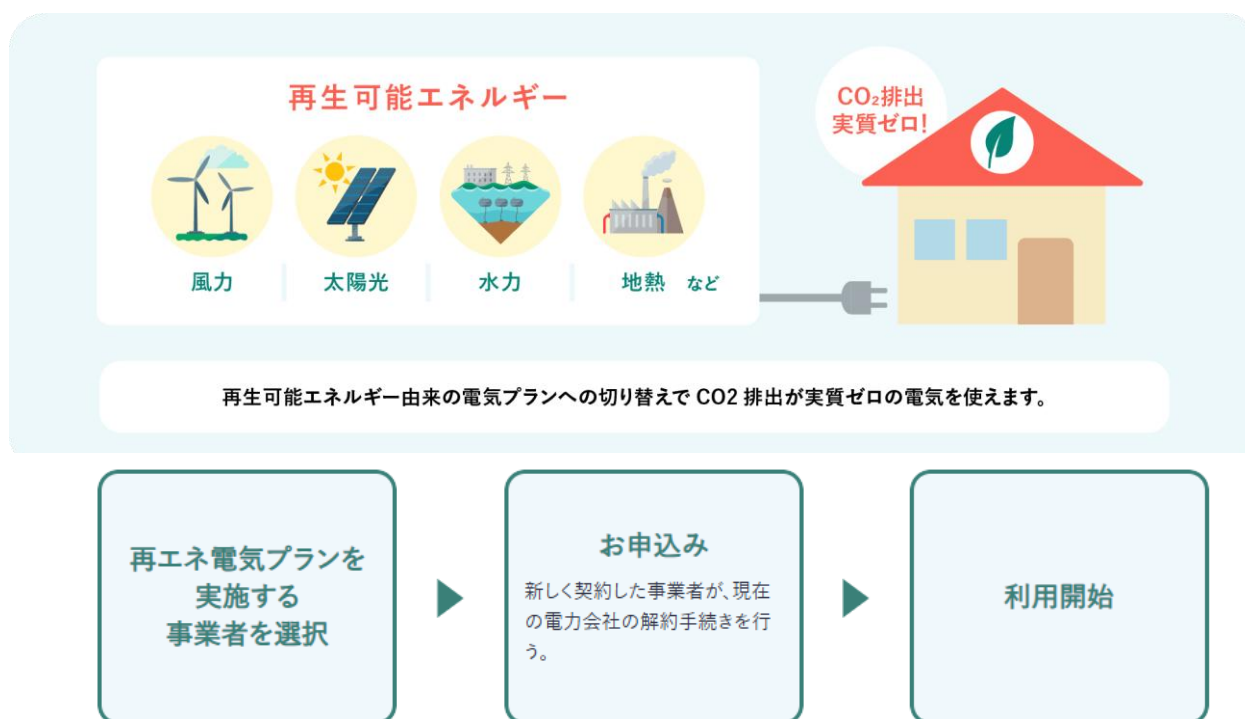 再生可能エネルギー
CO₂排出
実質ゼロ!
風力
太陽光
水力
地熱 など
再生可能エネルギー由来の電気プランへの切り替えで CO2 排出が実質ゼロの電気を使えます。
再エネ電気プランを
実施する
事業者を選択
お申込み
新しく契約した事業者が、現在
の電力会社の解約手続きを行
う。
利用開始